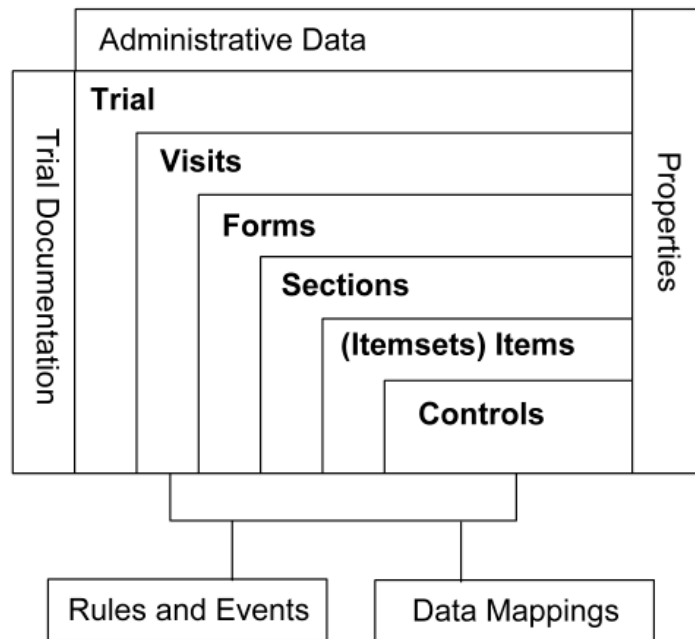 Administrative Data
Trial
Trial Documentation
Visits
Properties
Forms
Sections
(Itemsets) Items
Controls
Rules and Events
Data Mappings